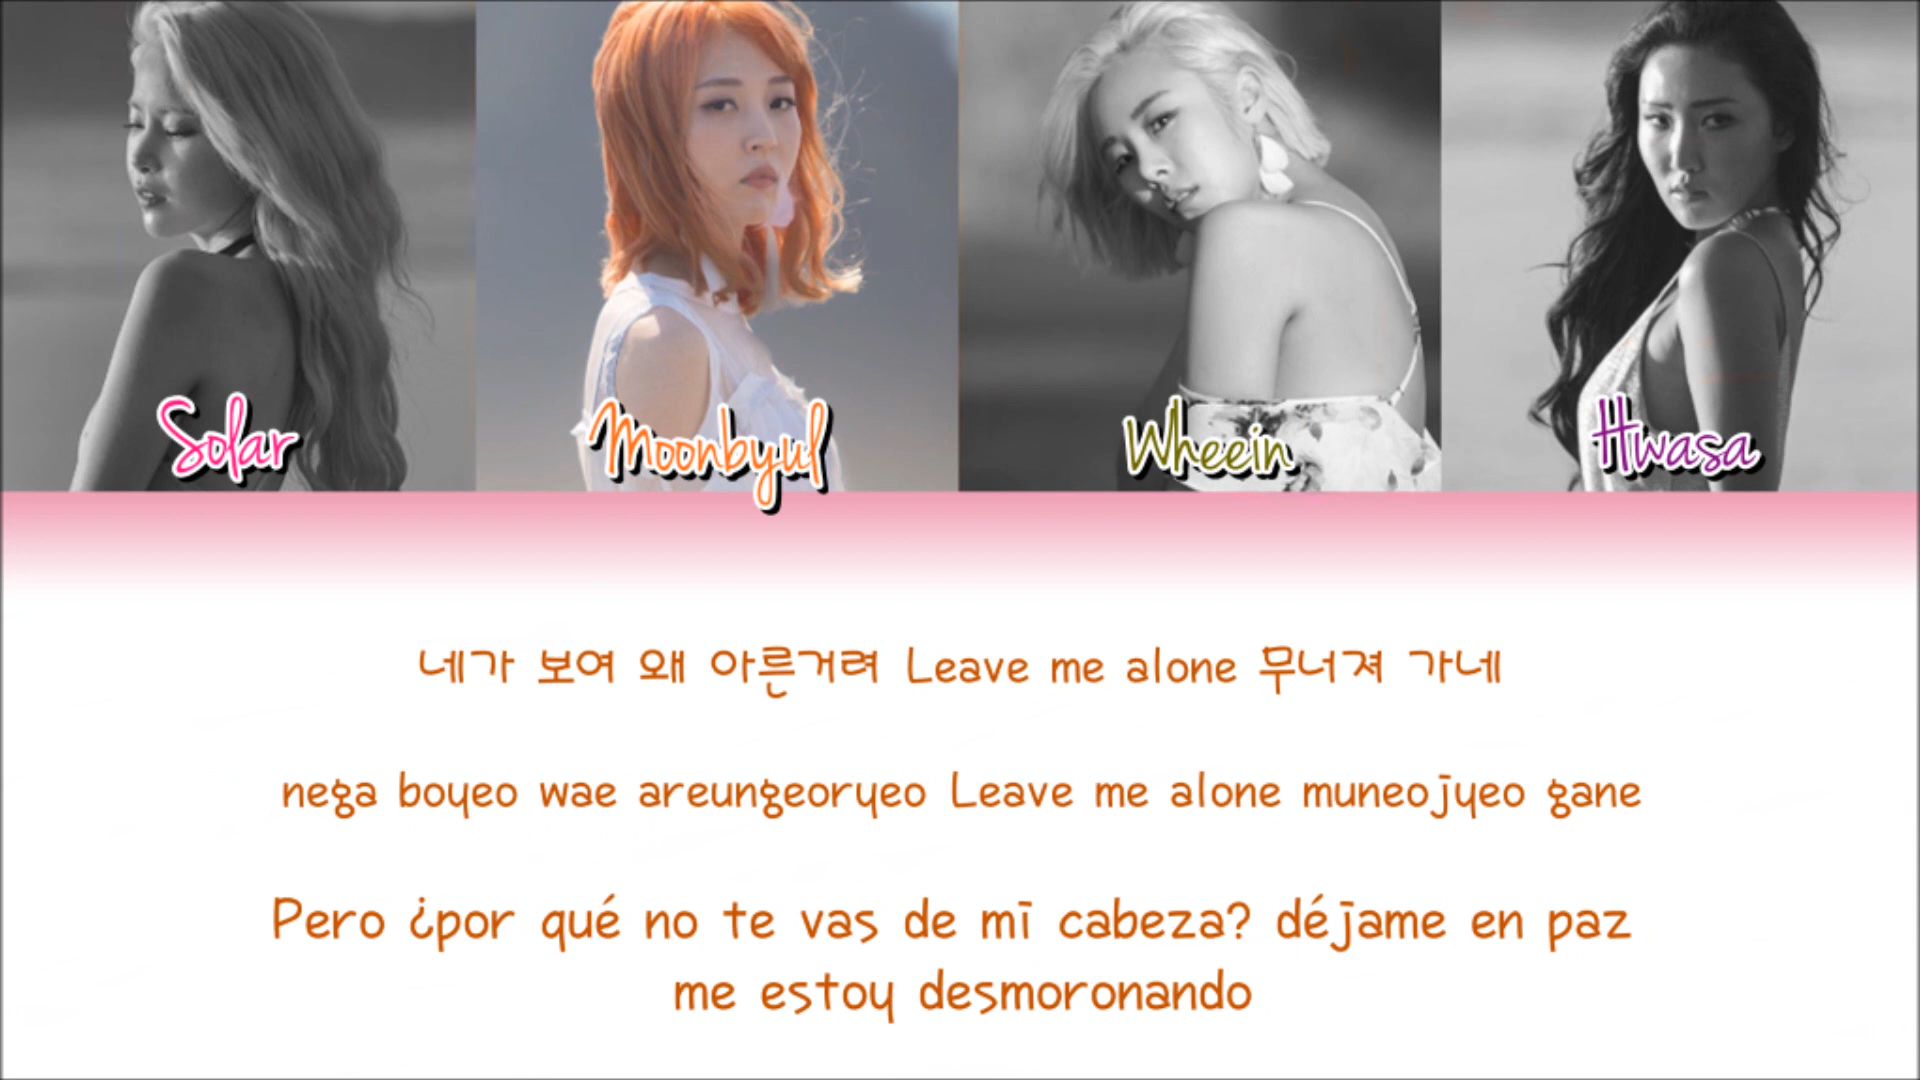 Solar
Moonbyul
Wheein
Hwasa
네가 보여 왜 아른거려 Leave me alone 무너져 가네
nega boyeo wae areungeoryeo Leave me alone muneojyeo gane
Pero ¿por qué no te vas de mi cabeza? déjame en paz
me estoy desmoronando